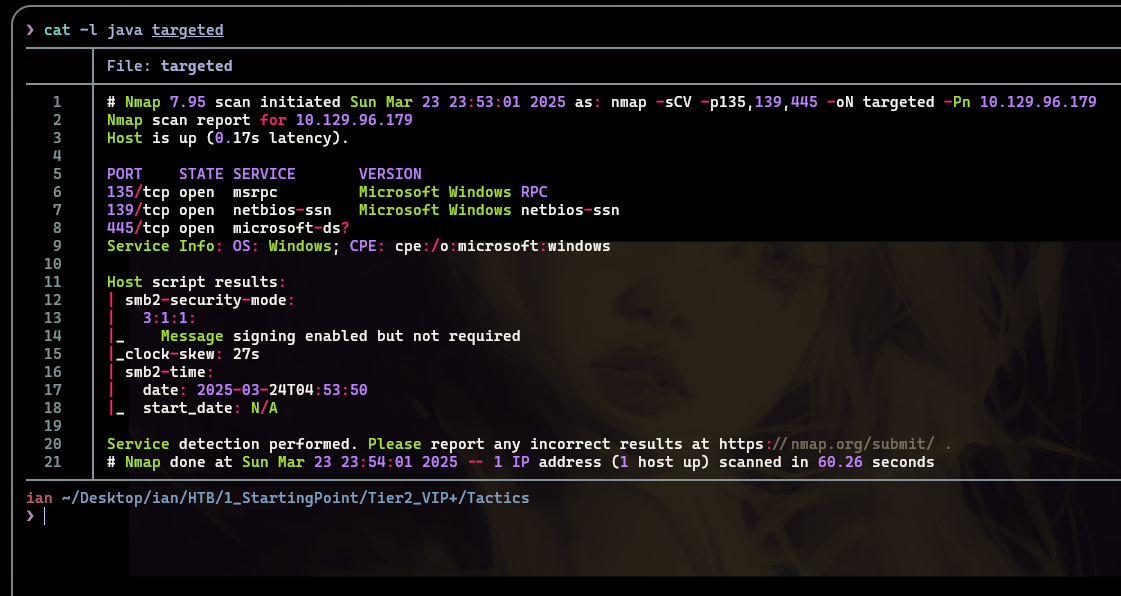 ❯ cat -l java targeted
File: targeted
1 # Nmap 7.95 scan initiated Sun Mar 23 23:53:01 2025 as: nmap -sCV -p135,139,445 -oN targeted -Pn 10.129.96.179
2 Nmap scan report for 10.129.96.179
3 Host is up (0.17s latency).
4
5 PORT    STATE SERVICE       VERSION
6 135/tcp open  msrpc         Microsoft Windows RPC
7 139/tcp open  netbios-ssn   Microsoft Windows netbios-ssn
8 445/tcp open  microsoft-ds?
9 Service Info: OS: Windows; CPE: cpe:/o:microsoft:windows
10
11 Host script results:
12 | smb2-security-mode:
13 |   3:1:1:
14 |_    Message signing enabled but not required
15 |_clock-skew: 27s
16 | smb2-time:
17 |   date: 2025-03-24T04:53:50
18 |_  start_date: N/A
19
20 Service detection performed. Please report any incorrect results at https://nmap.org/submit/ .
21 # Nmap done at Sun Mar 23 23:54:01 2025 -- 1 IP address (1 host up) scanned in 60.26 seconds
ian ~/Desktop/ian/HTB/1_StartingPoint/Tier2_VIP+/Tactics
❯